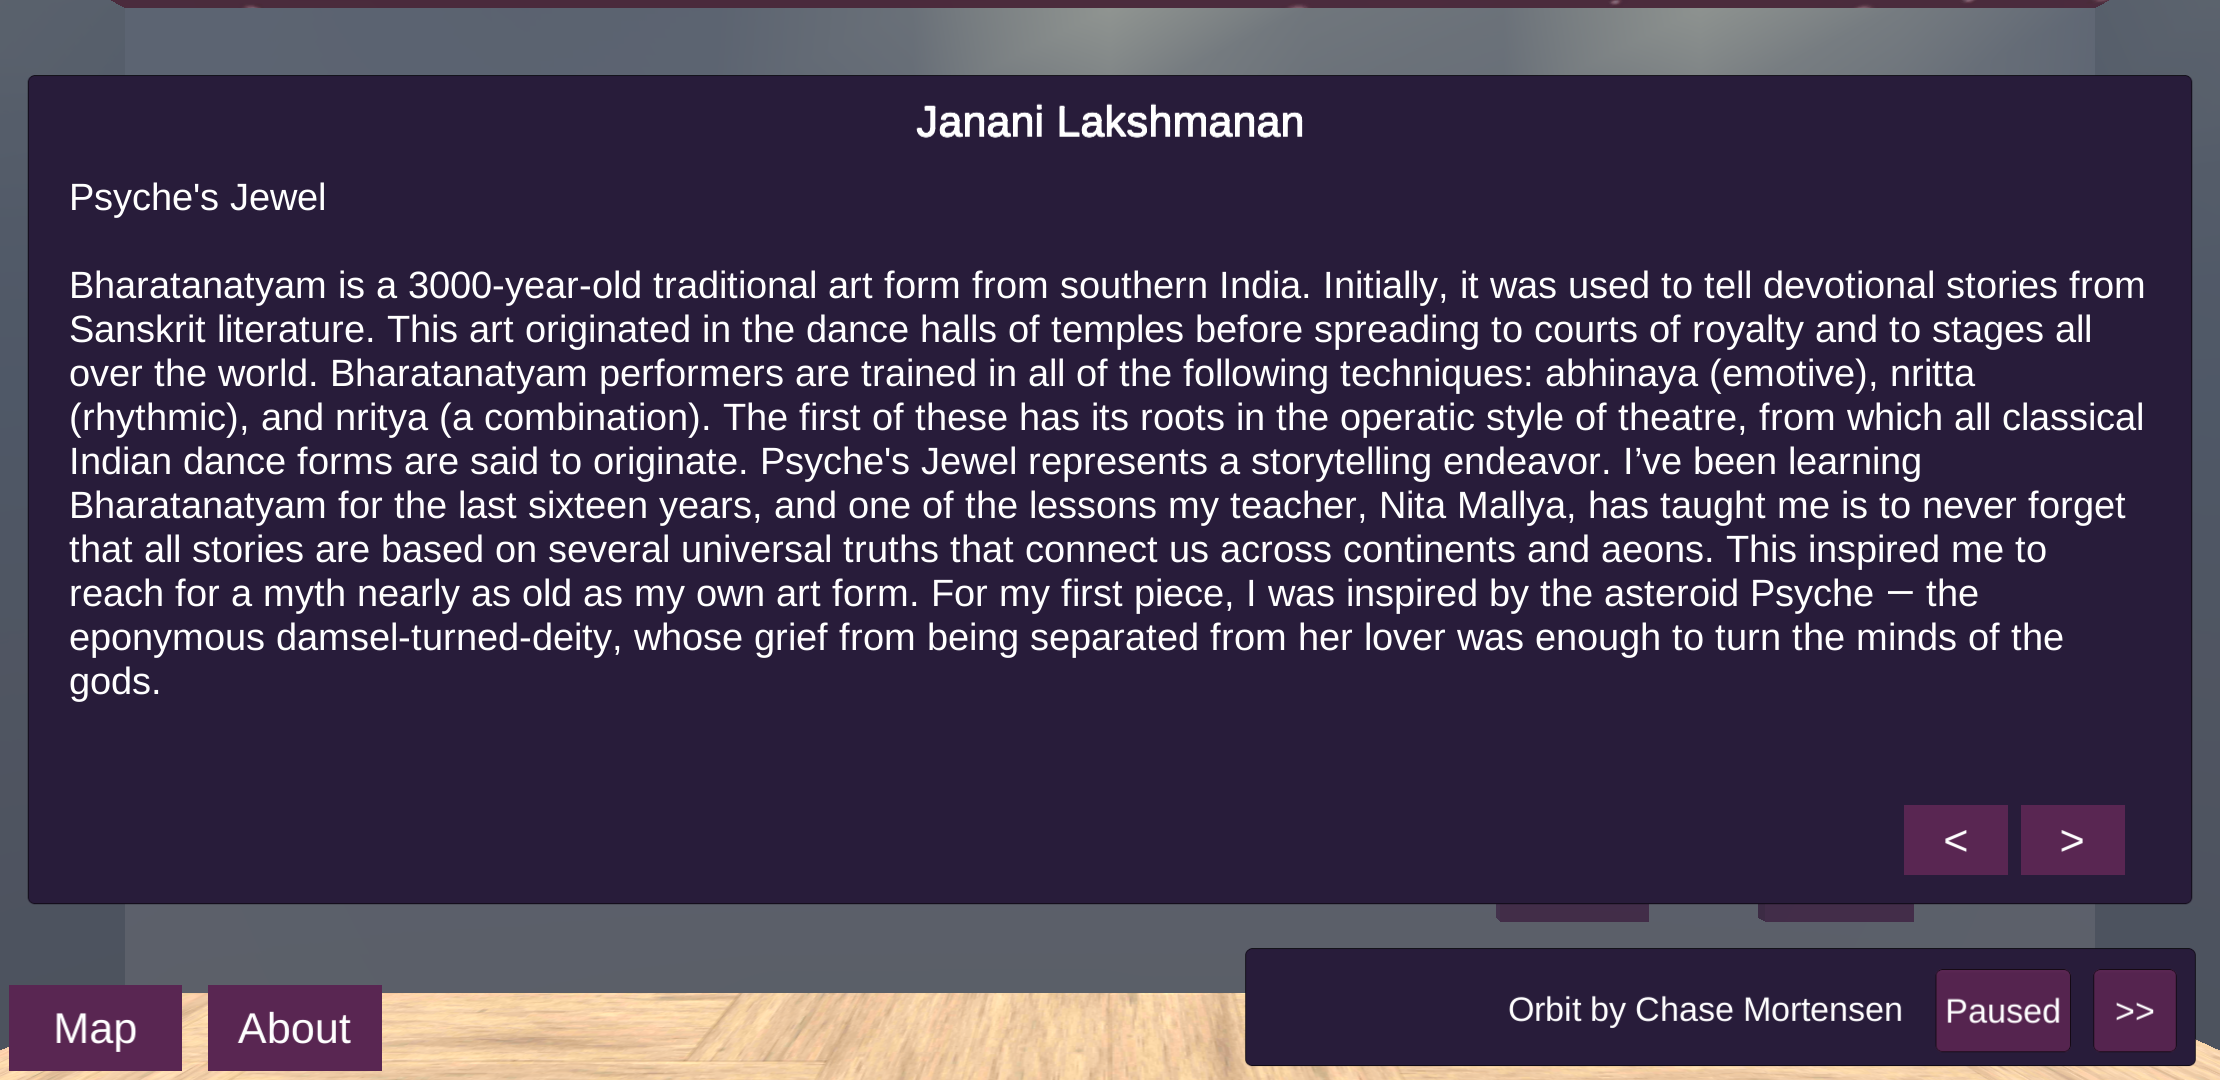 Janani Lakshmanan
Psyche's Jewel
Bharatanatyam is a 3000-year-old traditional art form from southern India. Initially, it was used to tell devotional stories from
Sanskrit literature. This art originated in the dance halls of temples before spreading to courts of royalty and to stages all
over the world. Bharatanatyam performers are trained in all of the following techniques: abhinaya (emotive), nritta
(rhythmic), and nritya (a combination). The first of these has its roots in the operatic style of theatre, from which all classical
Indian dance forms are said to originate. Psyche's Jewel represents a storytelling endeavor. I’ve been learning
Bharatanatyam for the last sixteen years, and one of the lessons my teacher, Nita Mallya, has taught me is to never forget
that all stories are based on several universal truths that connect us across continents and aeons. This inspired me to
reach for a myth nearly as old as my own art form. For my first piece, I was inspired by the asteroid Psyche – the
eponymous damsel-turned-deity, whose grief from being separated from her lover was enough to turn the minds of the
gods.
< >
Orbit by Chase Mortensen Paused >>
Map About